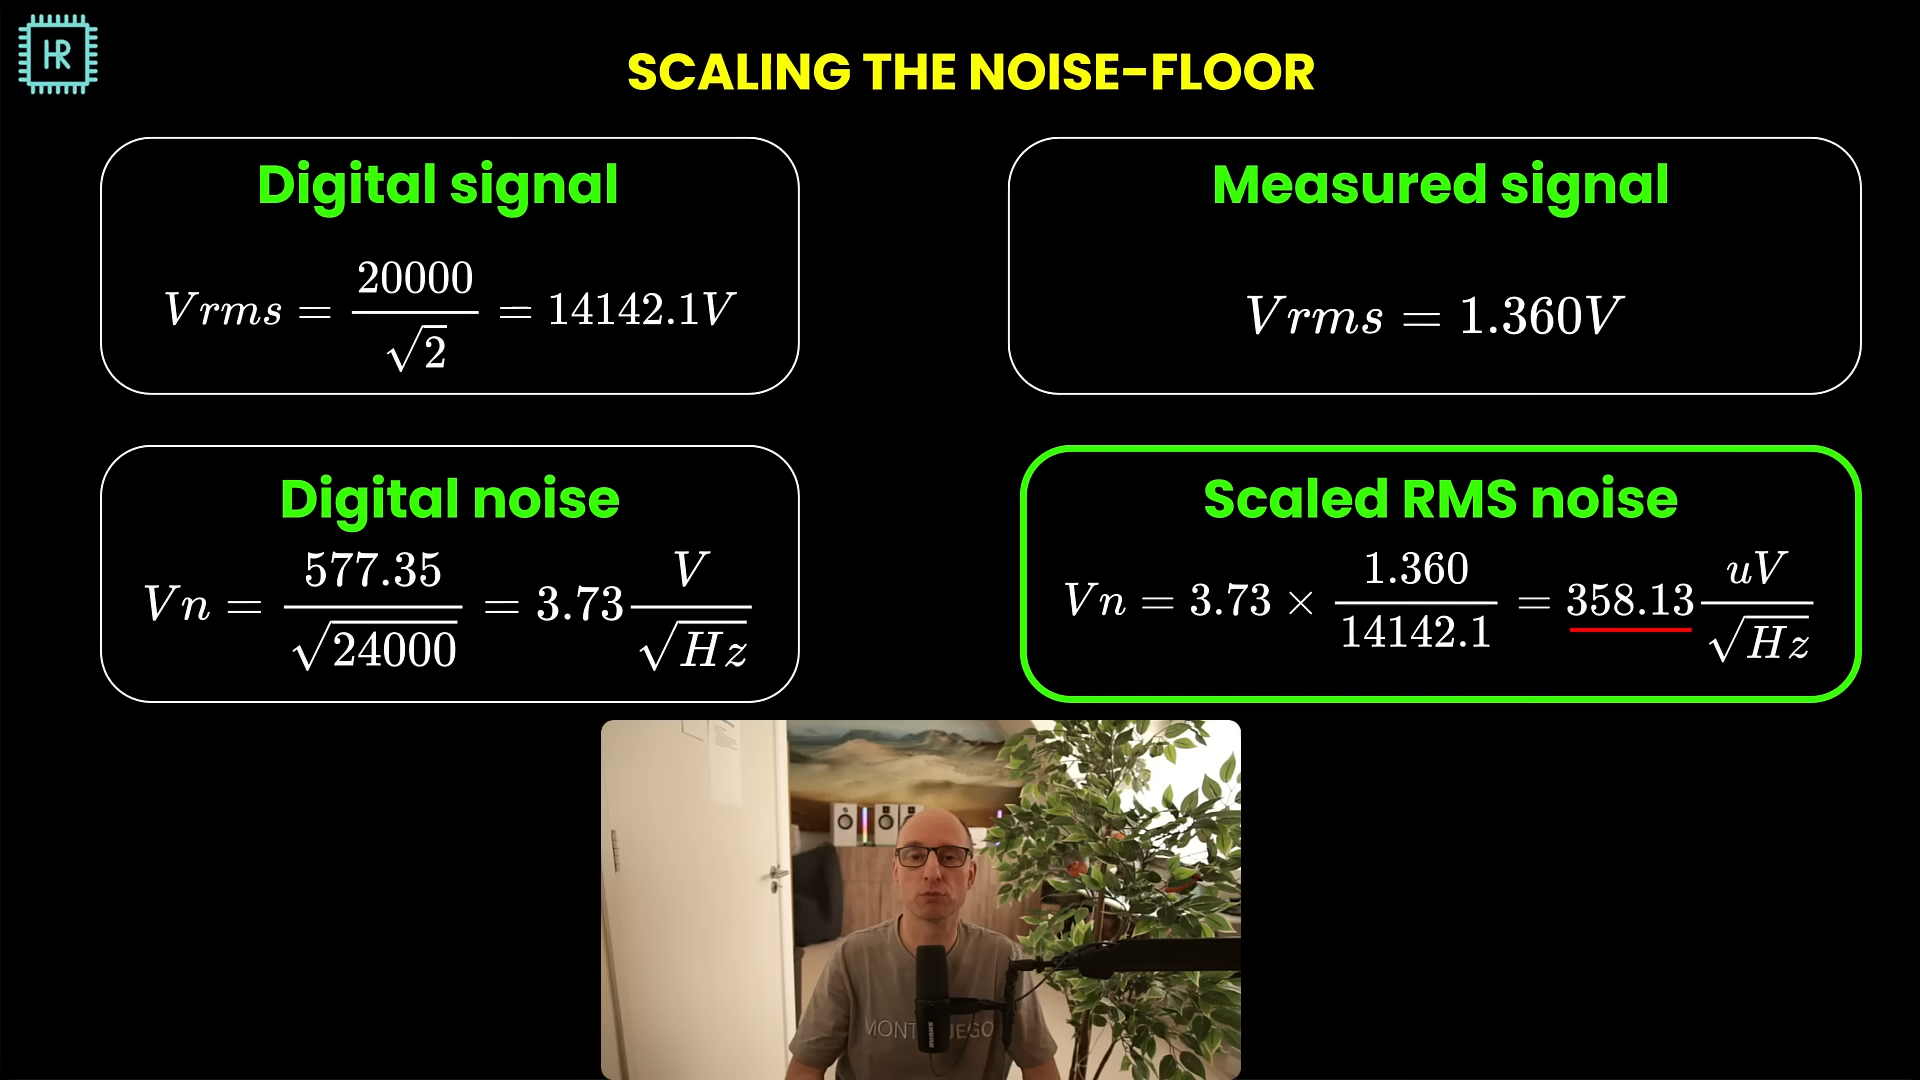 HR
SCALING THE NOISE-FLOOR
Digital signal
Vrms = 20000 / √2 = 14142.1V
Measured signal
Vrms = 1.360V
Digital noise
Vn = 577.35 / √24000 = 3.73 V / √Hz
Scaled RMS noise
Vn = 3.73 × 1.360 / 14142.1 = 358.13 uV / √Hz
SHURE